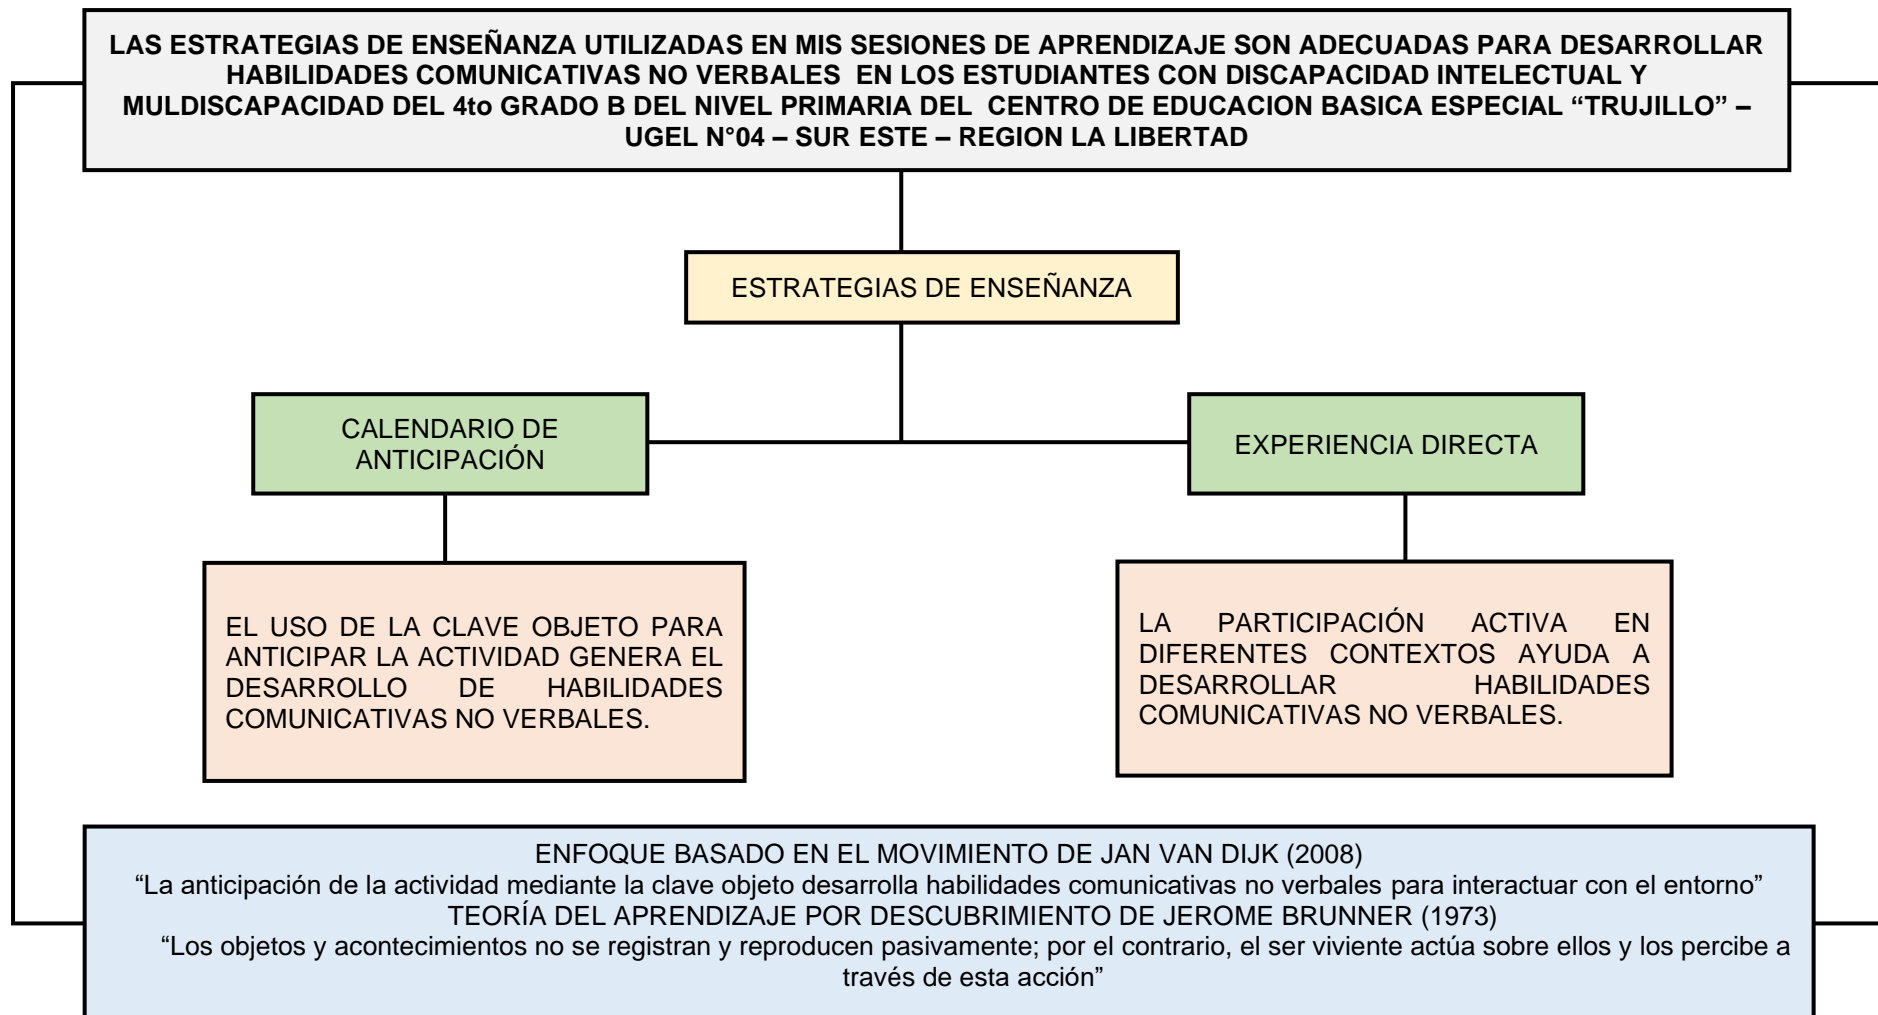 LAS ESTRATEGIAS DE ENSEÑANZA UTILIZADAS EN MIS SESIONES DE APRENDIZAJE SON ADECUADAS PARA DESARROLLAR
HABILIDADES COMUNICATIVAS NO VERBALES EN LOS ESTUDIANTES CON DISCAPACIDAD INTELECTUAL Y
MULDISCAPACIDAD DEL 4to GRADO B DEL NIVEL PRIMARIA DEL CENTRO DE EDUCACION BASICA ESPECIAL “TRUJILLO” –
UGEL N°04 – SUR ESTE – REGION LA LIBERTAD
ESTRATEGIAS DE ENSEÑANZA
CALENDARIO DE
ANTICIPACIÓN
EXPERIENCIA DIRECTA
EL USO DE LA CLAVE OBJETO PARA
ANTICIPAR LA ACTIVIDAD GENERA EL
DESARROLLO DE HABILIDADES
COMUNICATIVAS NO VERBALES.
LA PARTICIPACIÓN ACTIVA EN
DIFERENTES CONTEXTOS AYUDA A
DESARROLLAR HABILIDADES
COMUNICATIVAS NO VERBALES.
ENFOQUE BASADO EN EL MOVIMIENTO DE JAN VAN DIJK (2008)
“La anticipación de la actividad mediante la clave objeto desarrolla habilidades comunicativas no verbales para interactuar con el entorno”
TEORÍA DEL APRENDIZAJE POR DESCUBRIMIENTO DE JEROME BRUNNER (1973)
“Los objetos y acontecimientos no se registran y reproducen pasivamente; por el contrario, el ser viviente actúa sobre ellos y los percibe a
través de esta acción”